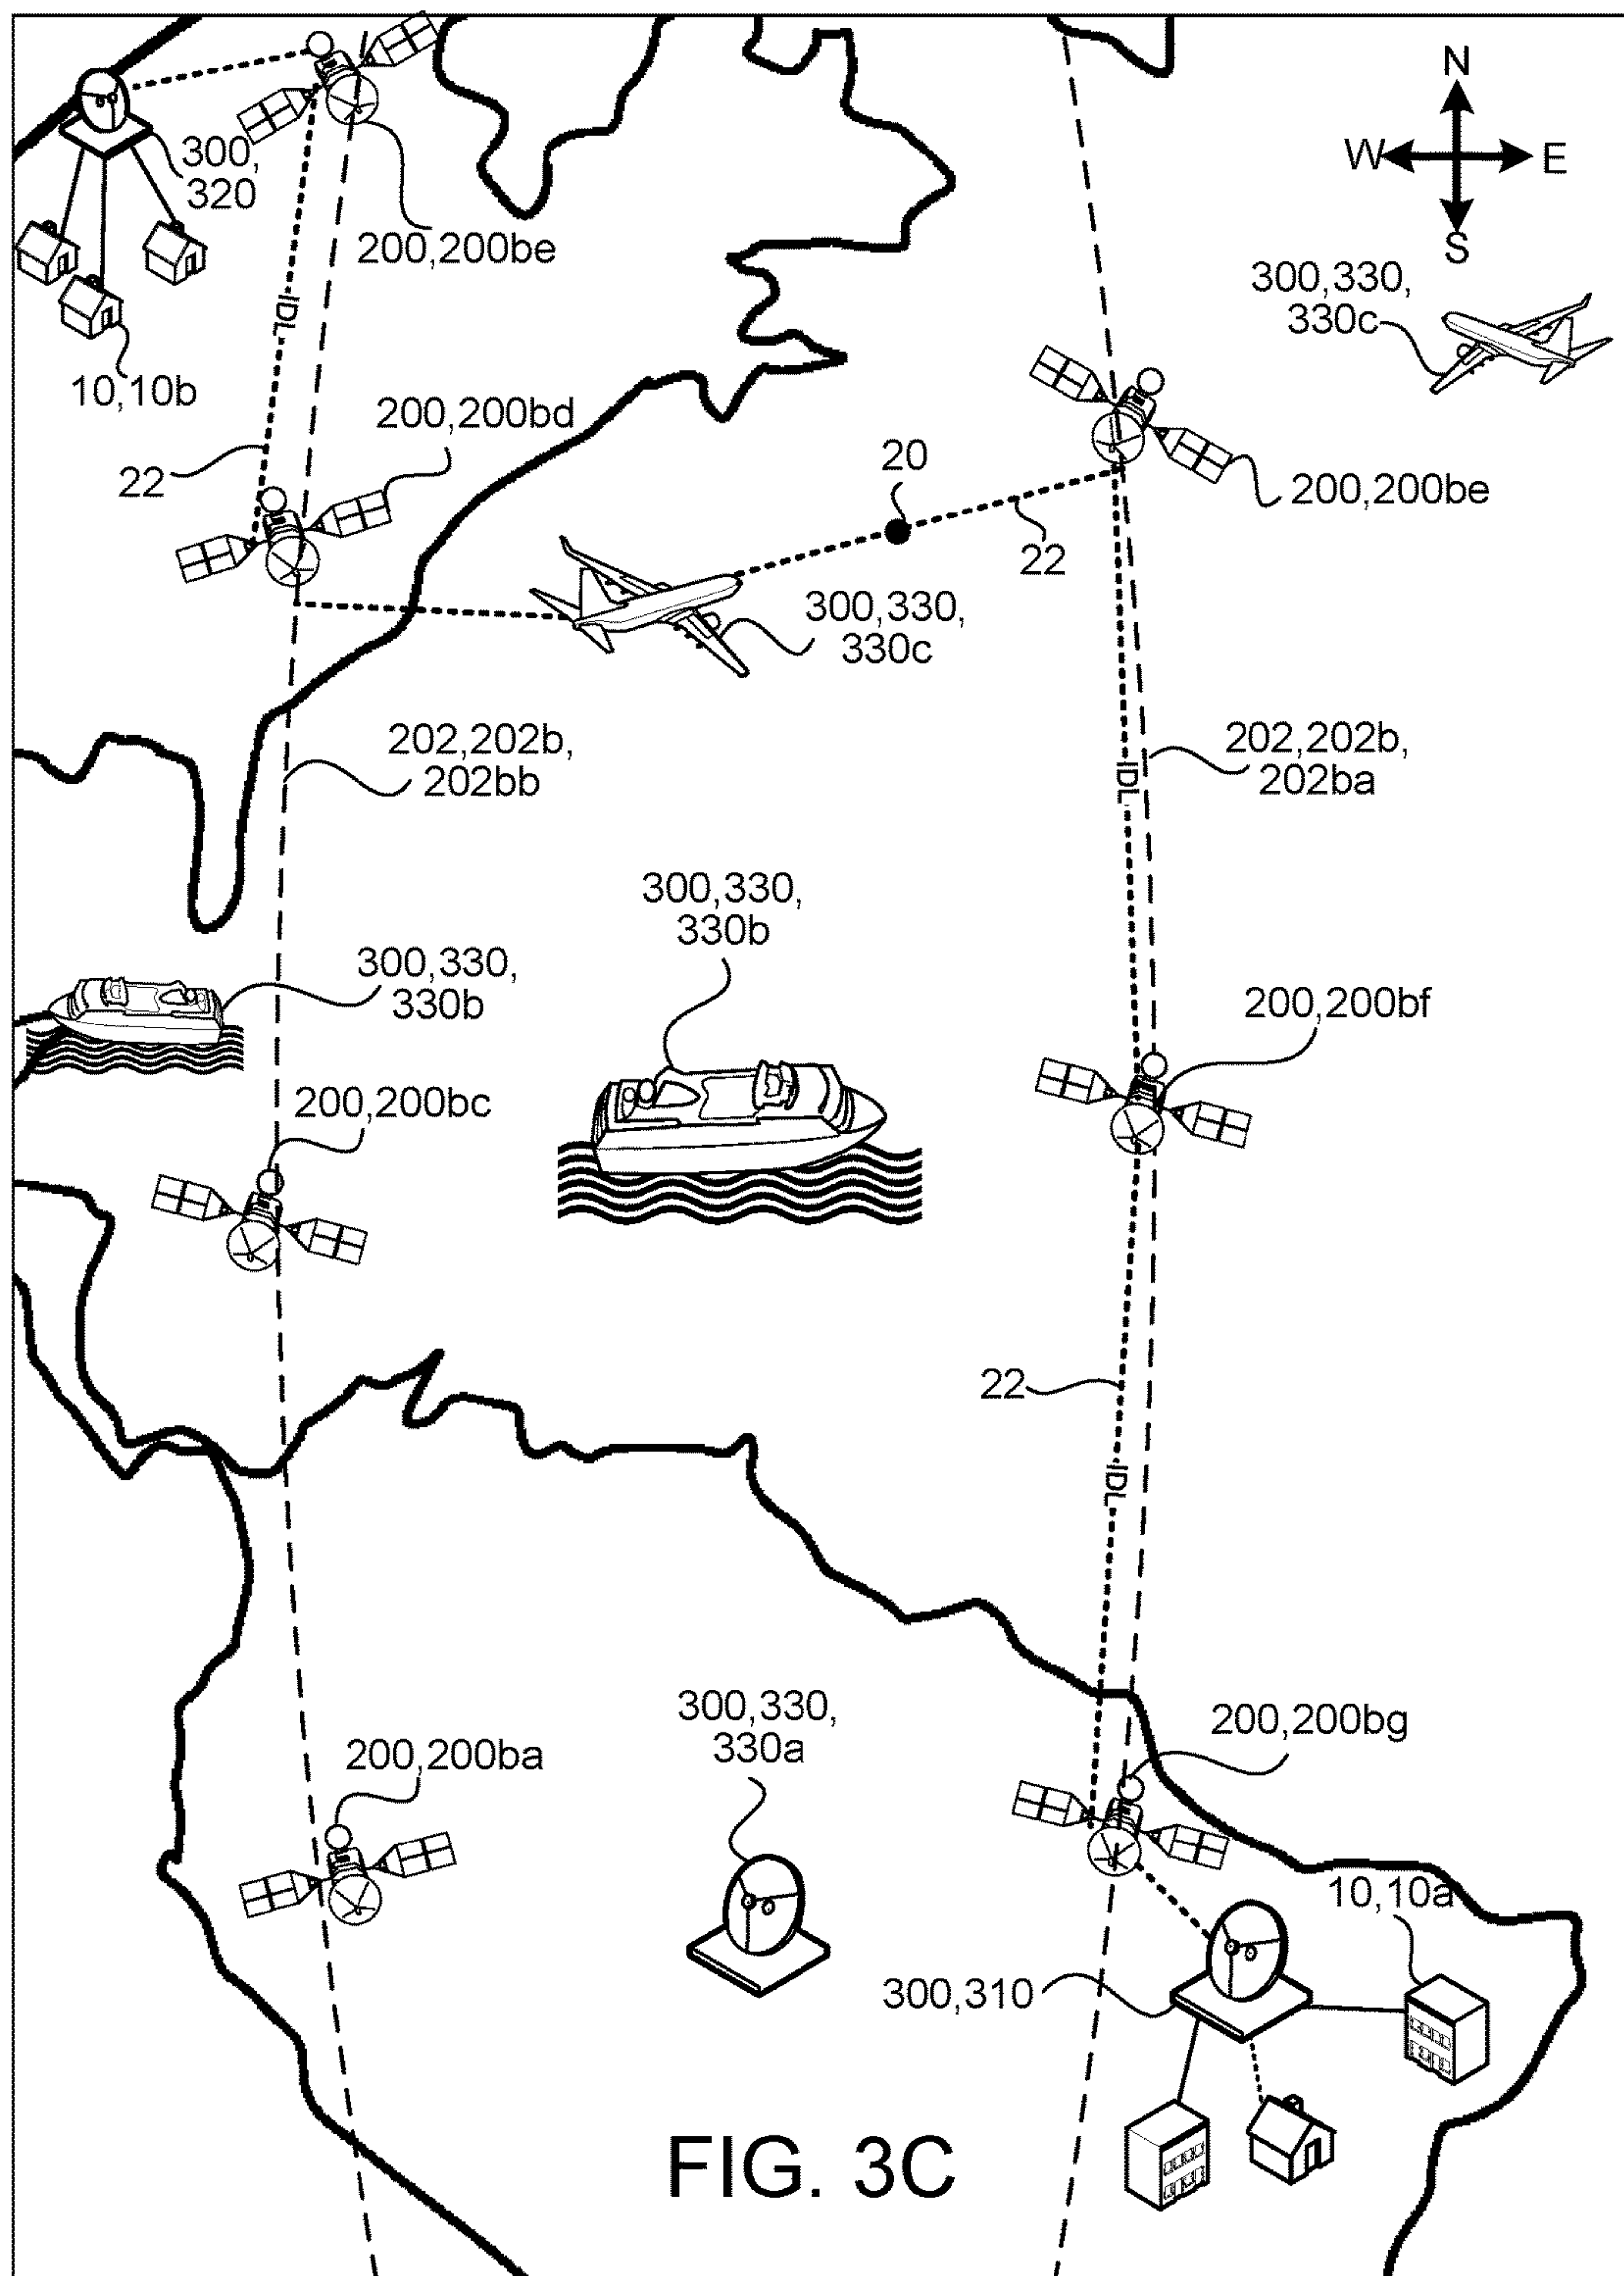 N
W
E
S
300,
320
200,200be
300,330,
330c
IDL
10,10b
200,200bd
22
20
200,200be
22
300,330,
330c
202,202b,
202bb
202,202b,
202ba
IDL
300,330,
330b
300,330,
330b
200,200bf
200,200bc
22
IDL
300,330,
330a
200,200bg
200,200ba
10,10a
300,310
FIG. 3C